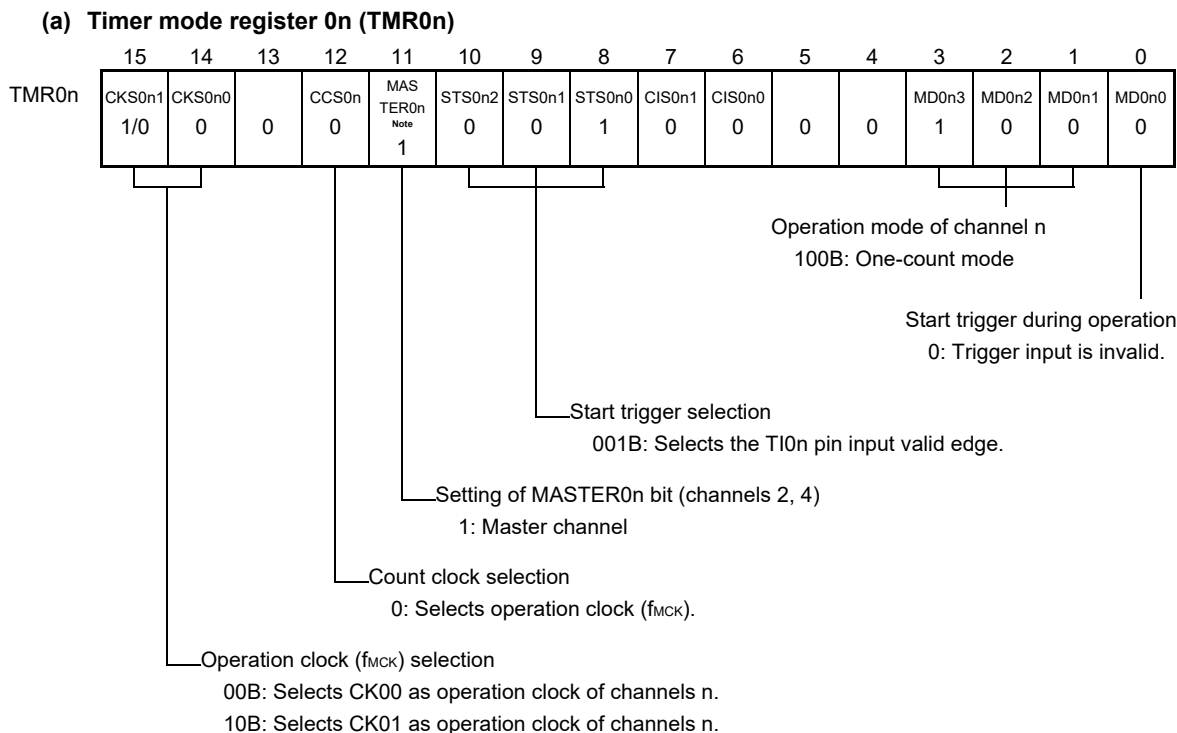 (a) Timer mode register 0n (TMR0n)
15 14 13 12 11 10 9 8 7 6 5 4 3 2 1 0
TMR0n
CKS0n1 CKS0n0 CCS0n MAS TER0n Note STS0n2 STS0n1 STS0n0 CIS0n1 CIS0n0 MD0n3 MD0n2 MD0n1 MD0n0
1/0 0 0 0 1 0 0 1 0 0 0 0 1 0 0 0
Operation mode of channel n
100B: One-count mode
Start trigger during operation
0: Trigger input is invalid.
Start trigger selection
001B: Selects the TI0n pin input valid edge.
Setting of MASTER0n bit (channels 2, 4)
1: Master channel
Count clock selection
0: Selects operation clock (fMCK).
Operation clock (fMCK) selection
00B: Selects CK00 as operation clock of channels n.
10B: Selects CK01 as operation clock of channels n.